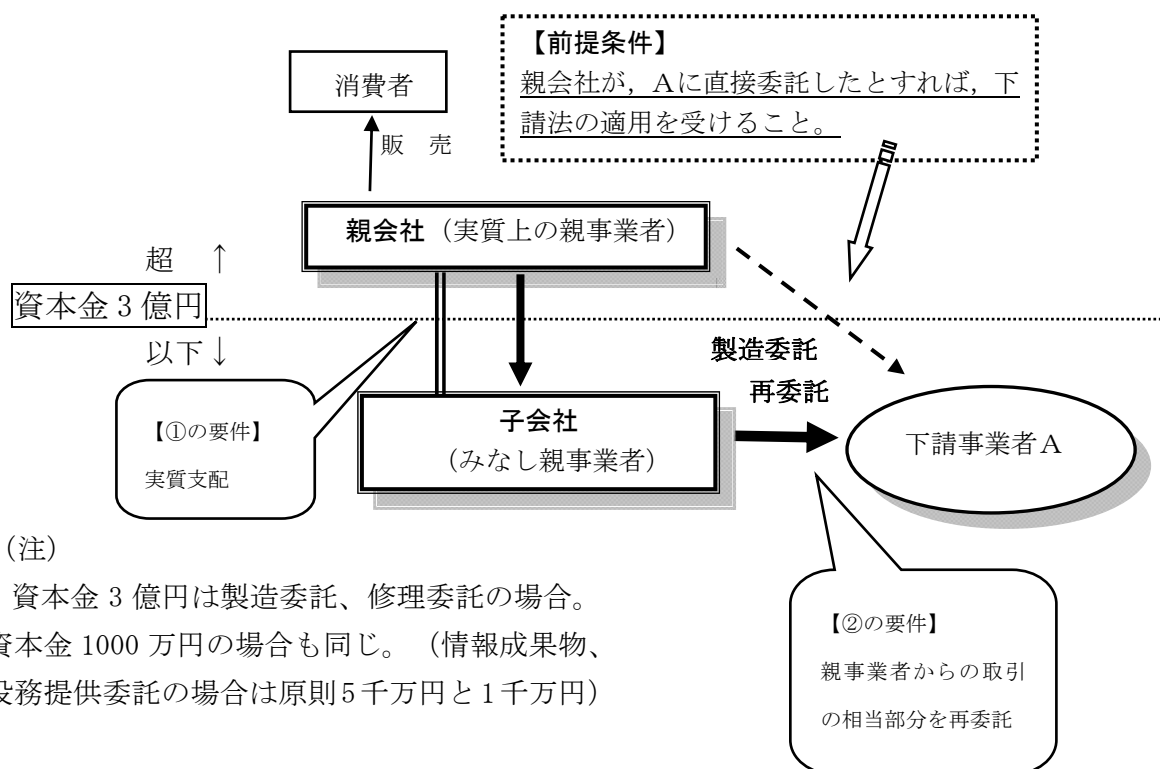 【前提条件】
親会社が，Ａに直接委託したとすれば，下
請法の適用を受けること。
消費者
販　売
親会社（実質上の親事業者）
超　↑
資本金３億円
以下↓
製造委託
再委託
【①の要件】
実質支配
子会社
（みなし親事業者）
下請事業者Ａ
（注）
資本金 3 億円は製造委託、修理委託の場合。
資本金 1000 万円の場合も同じ。（情報成果物、
役務提供委託の場合は原則５千万円と１千万円）
【②の要件】
親事業者からの取引
の相当部分を再委託